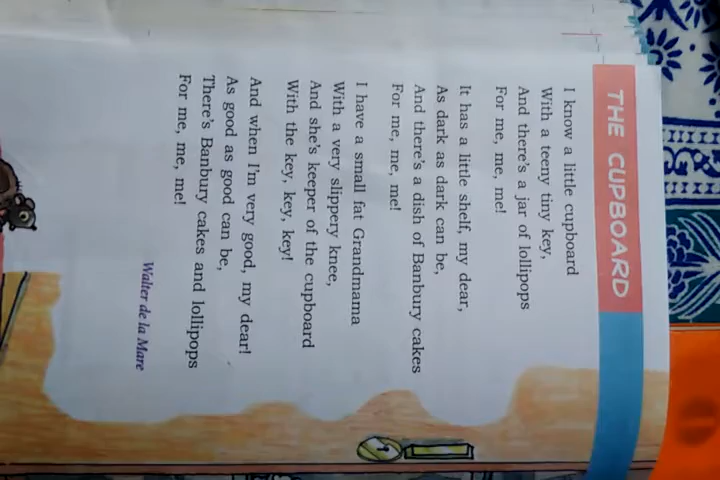 THE CUPBOARD
I know a little cupboard
With a teeny tiny key,
And there's a jar of lollipops
For me, me, me!
It has a little shelf, my dear,
As dark as dark can be,
And there's a dish of Banbury cakes
For me, me, me!
I have a small fat Grandmama
With a very slippery knee,
And she's keeper of the cupboard
With the key, key, key!
And when I'm very good, my dear!
As good as good can be,
There's Banbury cakes and lollipops
For me, me, me!
Walter de la Mare